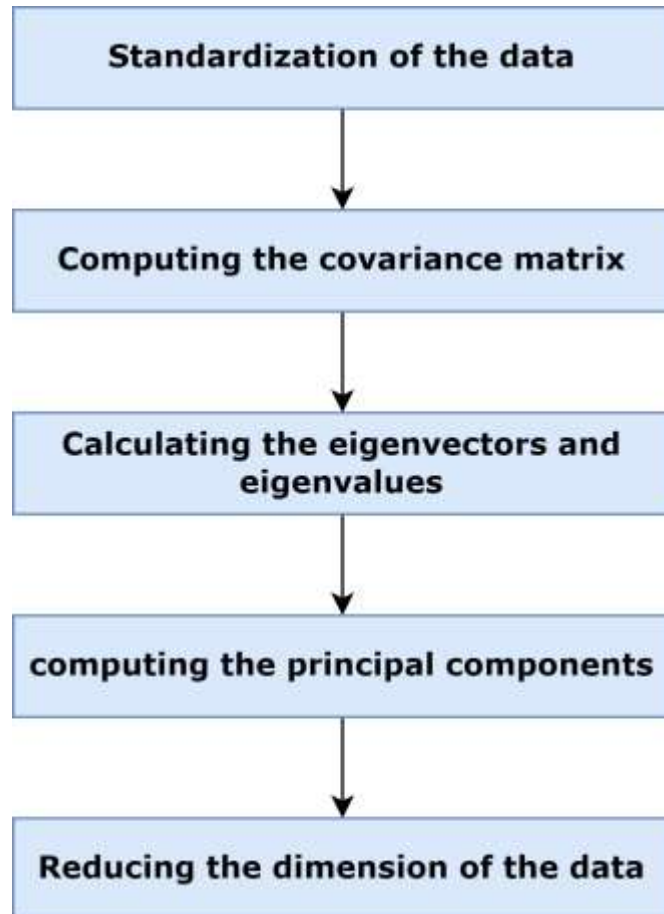 Standardization of the data
Computing the covariance matrix
Calculating the eigenvectors and
eigenvalues
computing the principal components
Reducing the dimension of the data